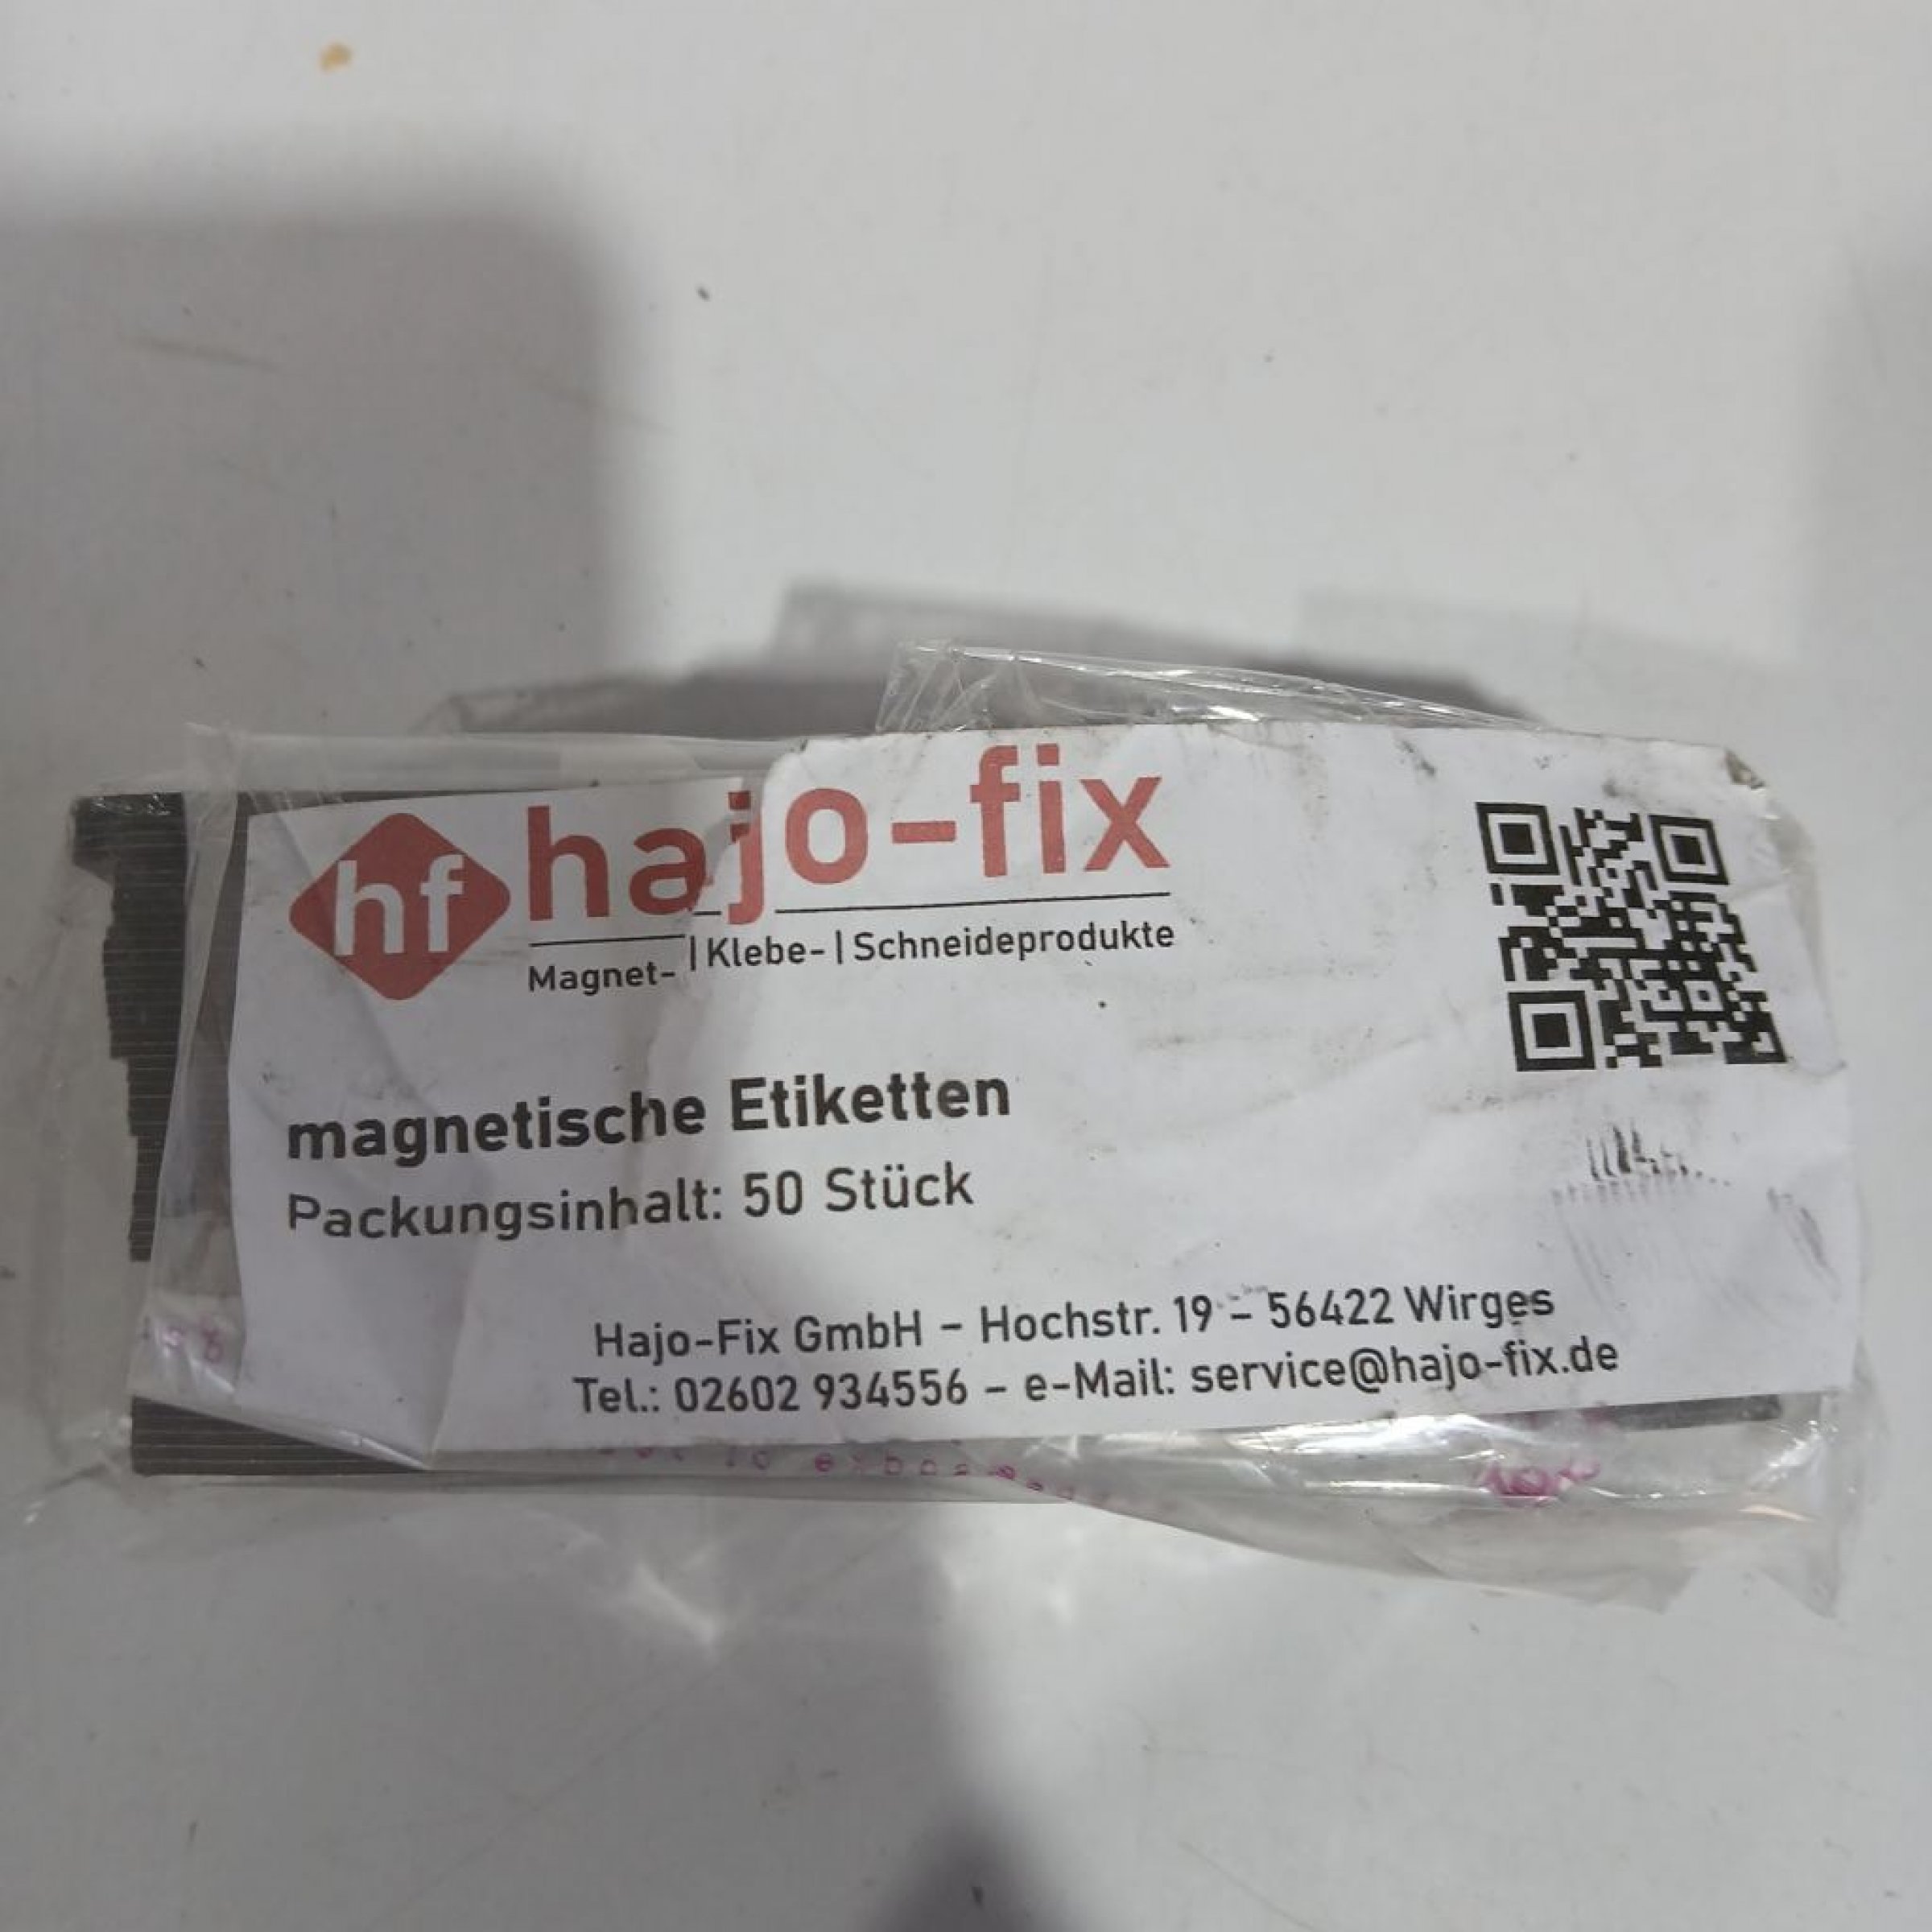 hf hajo-fix
Magnet- | Klebe- | Schneideprodukte
magnetische Etiketten
Packungsinhalt: 50 Stück
Hajo-Fix GmbH – Hochstr. 19 – 56422 Wirges
Tel.: 02602 934556 – e-Mail: service@hajo-fix.de